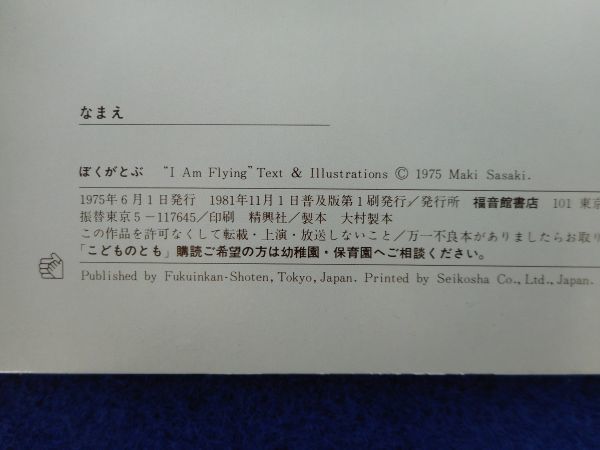 なまえ
ぼくがとぶ "I Am Flying" Text & Illustrations © 1975 Maki Sasaki.
1975年6月1日発行 1981年11月1日普及版第1刷発行/発行所 福音館書店 101 東京
振替東京5-117645/印刷 精興社/製本 大村製本
この作品を許可なくして転載・上演・放送しないこと/万一不良本がありましたらお取り
「こどものとも」購読ご希望の方は幼稚園・保育園へご相談ください。
Published by Fukuinkan-Shoten, Tokyo, Japan. Printed by Seikosha Co., Ltd., Japan.